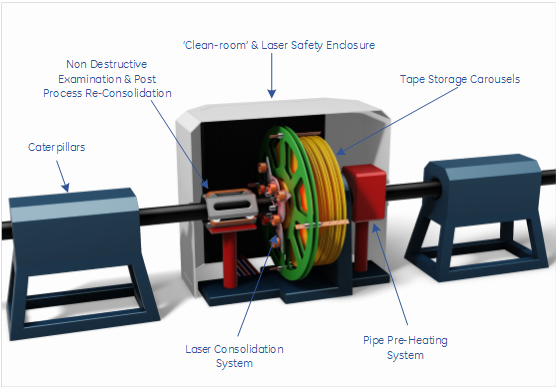 'Clean-room' & Laser Safety Enclosure
Non Destructive
Examination & Post
Process Re-Consolidation
Tape Storage Carousels
Caterpillars
Laser Consolidation
System
Pipe Pre-Heating
System